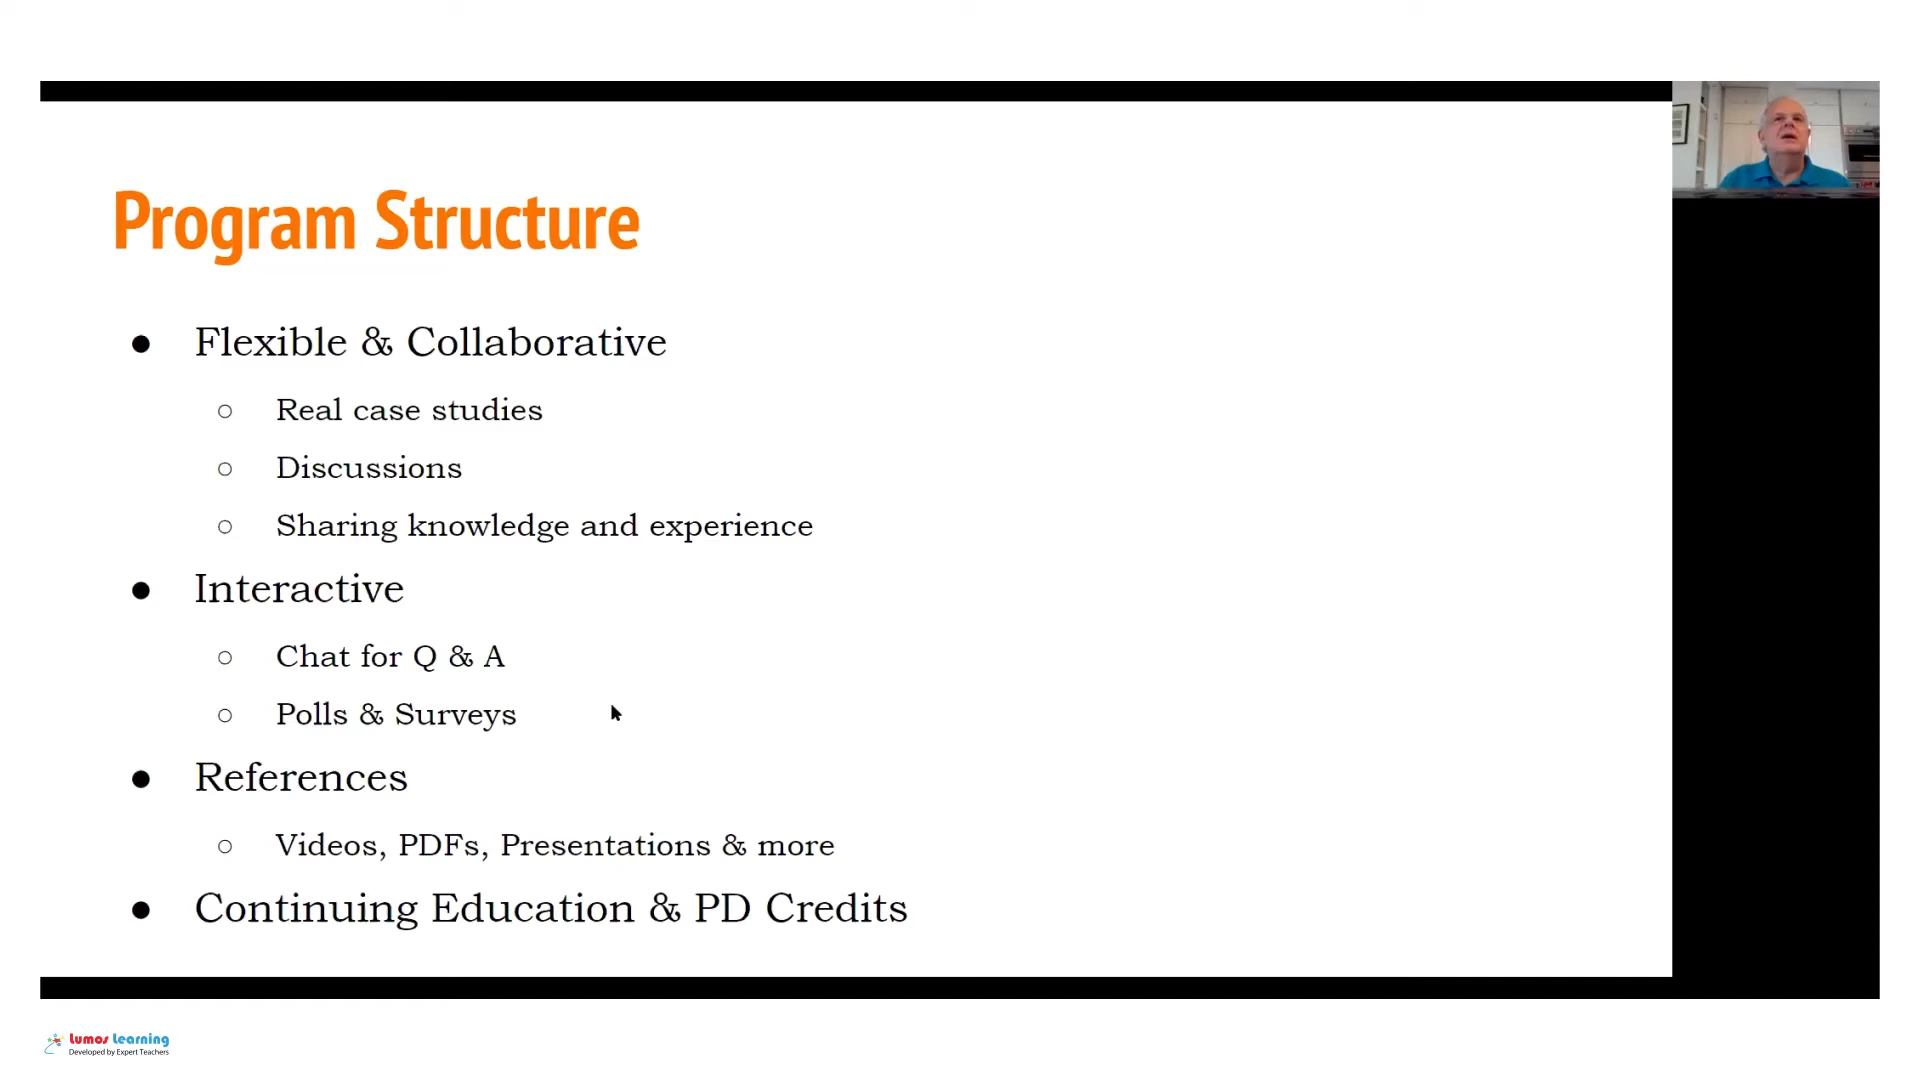 Program Structure
● Flexible & Collaborative
○ Real case studies
○ Discussions
○ Sharing knowledge and experience
● Interactive
○ Chat for Q & A
○ Polls & Surveys
● References
○ Videos, PDFs, Presentations & more
● Continuing Education & PD Credits
Lumos Learning
Developed by Expert Teachers